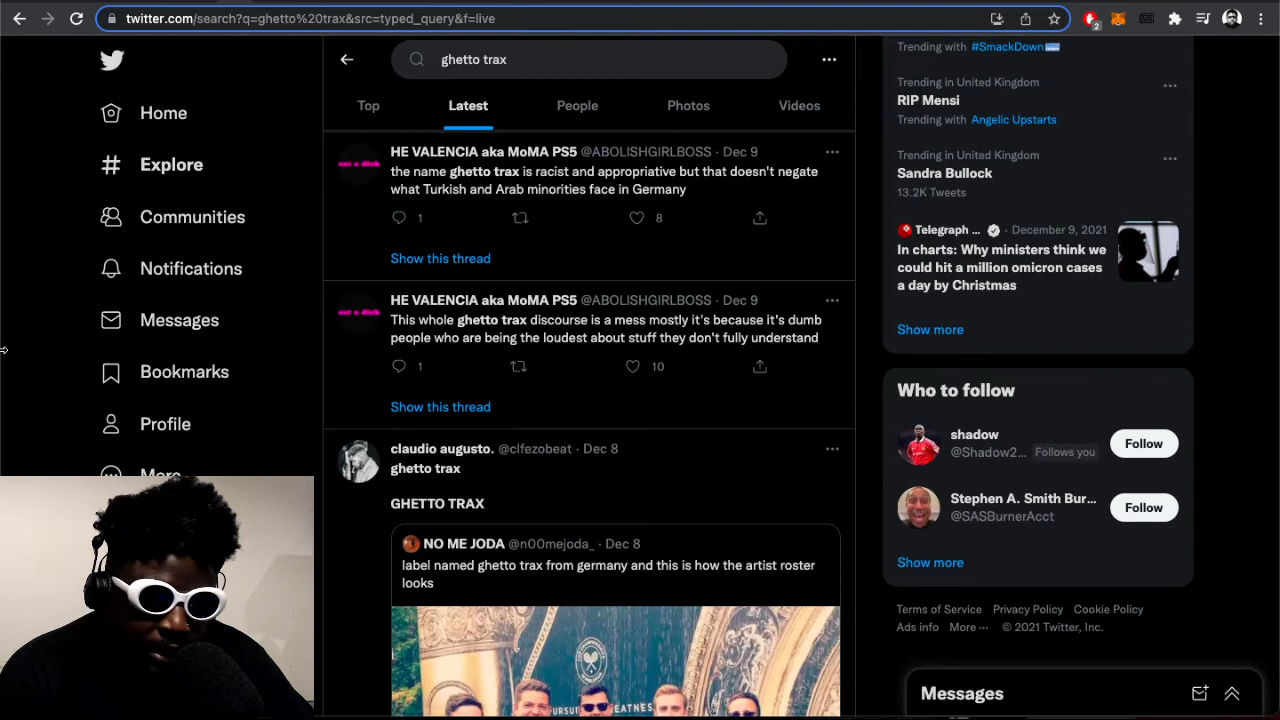 twitter.com/search?q=ghetto%20trax&src=typed_query&f=live
2
Home
Explore
Communities
Notifications
Messages
Bookmarks
Profile
More
ghetto trax
Top
Latest
People
Photos
Videos
HE VALENCIA aka MoMA PS5 @ABOLISHGIRLBOSS · Dec 9
the name ghetto trax is racist and appropriative but that doesn't negate
what Turkish and Arab minorities face in Germany
1
8
Show this thread
HE VALENCIA aka MoMA PS5 @ABOLISHGIRLBOSS · Dec 9
This whole ghetto trax discourse is a mess mostly it's because it's dumb
people who are being the loudest about stuff they don't fully understand
1
10
Show this thread
claudio augusto. @clfezobeat · Dec 8
ghetto trax
GHETTO TRAX
NO ME JODA @n00mejoda_ · Dec 8
label named ghetto trax from germany and this is how the artist roster
looks
Trending with #SmackDown
Trending in United Kingdom
RIP Mensi
Trending with Angelic Upstarts
Trending in United Kingdom
Sandra Bullock
13.2K Tweets
Telegraph ... · December 9, 2021
In charts: Why ministers think we
could hit a million omicron cases
a day by Christmas
Show more
Who to follow
shadow
@Shadow2... Follows you
Follow
Stephen A. Smith Bur...
@SASBurnerAcct
Follow
Show more
Terms of Service Privacy Policy Cookie Policy
Ads info More ··· © 2021 Twitter, Inc.
Messages